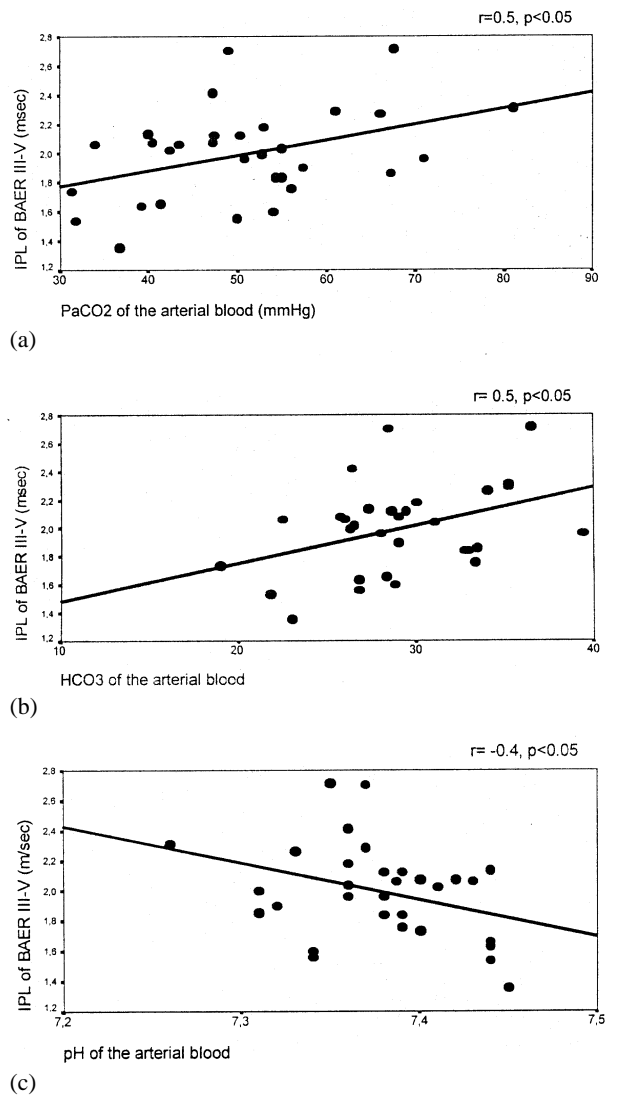 r=0.5, p<0.05
IPL of BAER III-V (msec)
2,8
2,6
2,4
2,2
2,0
1,8
1,6
1,4
1,2
30 40 50 60 70 80 90
PaCO2 of the arterial blood (mmHg)
(a)
r= 0.5, p<0.05
IPL of BAER III-V (msec)
2,8
2,6
2,4
2,2
2,0
1,8
1,6
1,4
1,2
10 20 30 40
HCO3 of the arterial blood
(b)
r= -0.4, p<0.05
IPL of BAER III-V (m/sec)
2,8
2,6
2,4
2,2
2,0
1,8
1,6
1,4
1,2
7,2 7,3 7,4 7,5
pH of the arterial blood
(c)